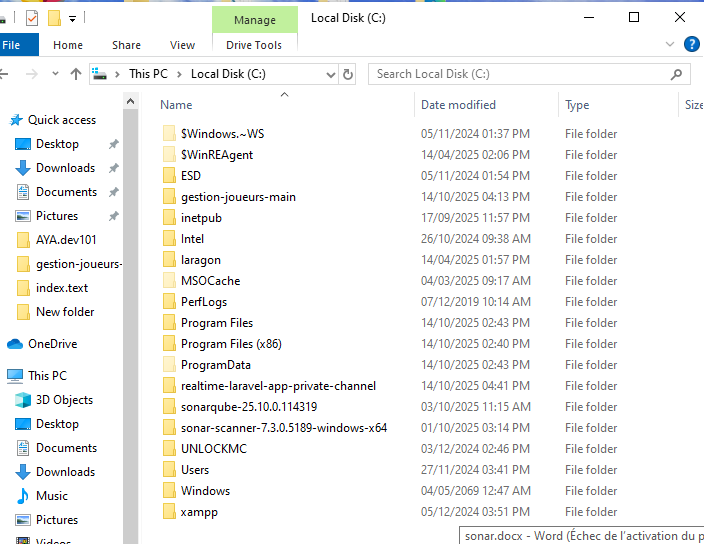 Manage
Local Disk (C:)
File
Home
Share
View
Drive Tools
?
This PC
Local Disk (C:)
Search Local Disk (C:)
Name
Date modified
Type
Size
Quick access
Desktop
Downloads
Documents
Pictures
AYA.dev101
gestion-joueurs-
index.text
New folder
OneDrive
This PC
3D Objects
Desktop
Documents
Downloads
Music
Pictures
Videos
$Windows.~WS 05/11/2024 01:37 PM File folder
$WinREAgent 14/04/2025 02:06 PM File folder
ESD 05/11/2024 01:54 PM File folder
gestion-joueurs-main 14/10/2025 04:13 PM File folder
inetpub 17/09/2025 11:57 PM File folder
Intel 26/10/2024 09:38 AM File folder
laragon 14/04/2025 01:57 PM File folder
MSOCache 04/03/2025 09:17 AM File folder
PerfLogs 07/12/2019 10:14 AM File folder
Program Files 14/10/2025 02:43 PM File folder
Program Files (x86) 14/10/2025 02:40 PM File folder
ProgramData 14/10/2025 02:43 PM File folder
realtime-laravel-app-private-channel 14/10/2025 04:41 PM File folder
sonarqube-25.10.0.114319 03/10/2025 11:15 AM File folder
sonar-scanner-7.3.0.5189-windows-x64 01/10/2025 03:14 PM File folder
UNLOCKMC 03/12/2024 02:46 PM File folder
Users 27/11/2024 03:41 PM File folder
Windows 04/05/2069 12:47 AM File folder
xampp 05/12/2024 03:51 PM File folder
sonar.docx - Word (Échec de l'activation du p